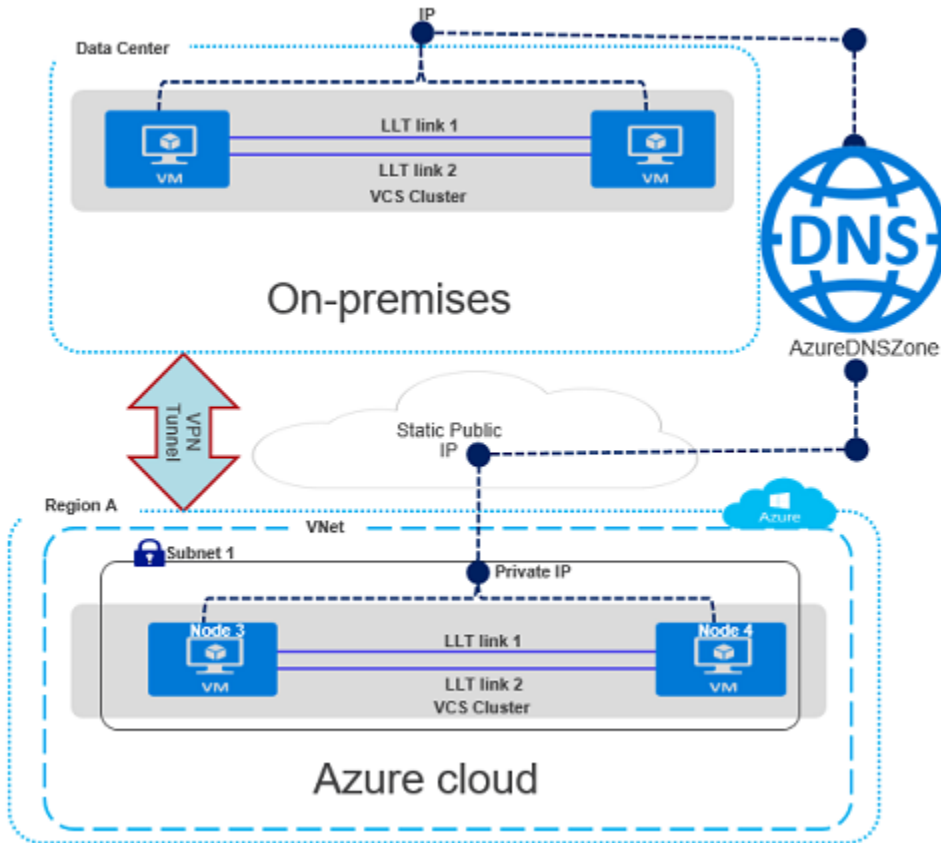 IP
Data Center
LLT link 1
VM
VM
LLT link 2
VCS Cluster
DNS
On-premises
AzureDNSZone
VPN
Tunnel
Static Public
IP
Region A
Azure
VNet
Subnet 1
Private IP
Node 3
Node 4
LLT link 1
VM
VM
LLT link 2
VCS Cluster
Azure cloud